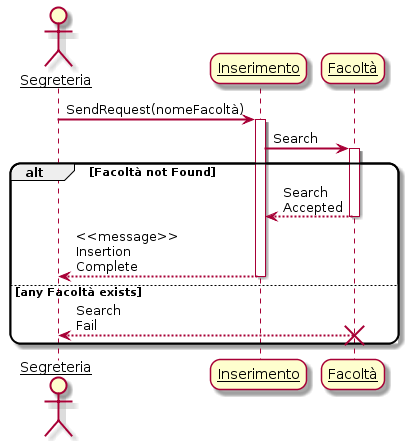 Segreteria
Inserimento
Facoltà
SendRequest(nomeFacoltà)
Search
alt
[Facoltà not Found]
Search
Accepted
<<message>>
Insertion
Complete
[any Facoltà exists]
Search
Fail
Segreteria
Inserimento
Facoltà